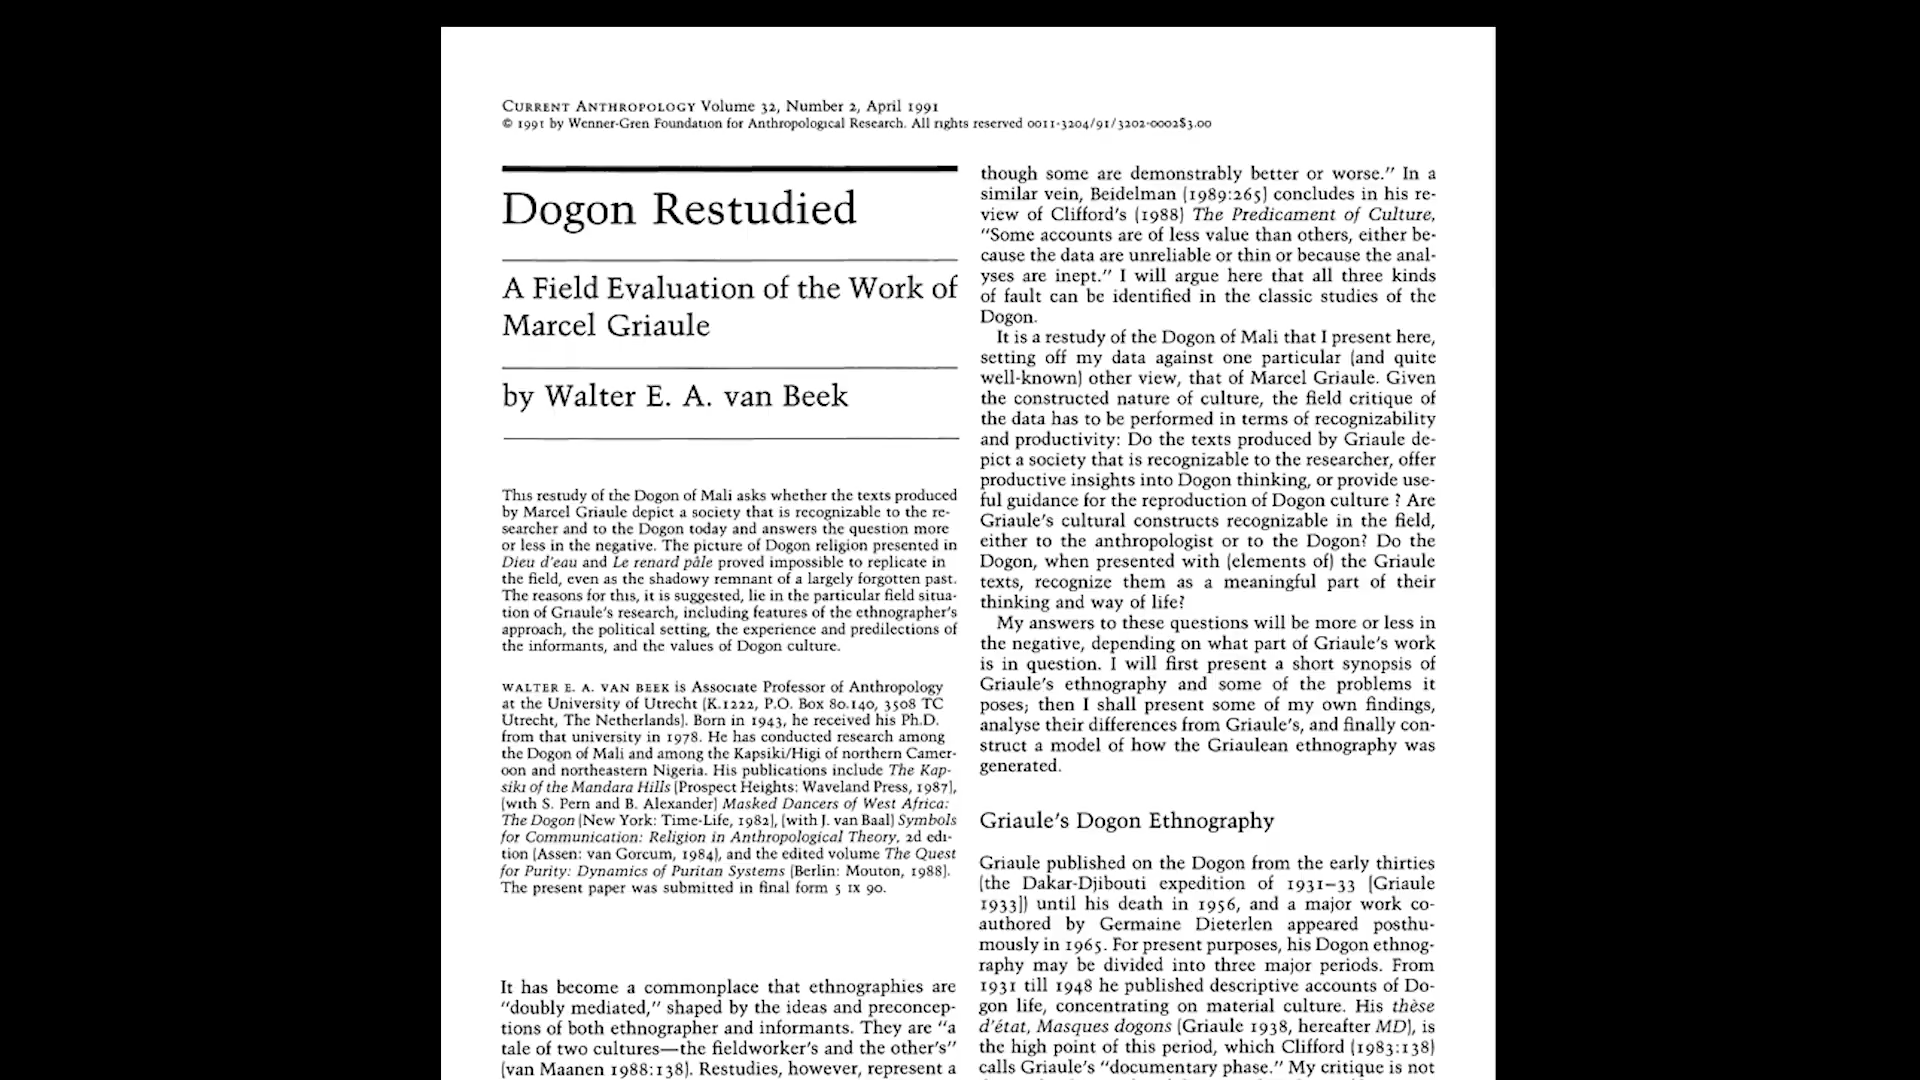 CURRENT ANTHROPOLOGY Volume 32, Number 2, April 1991
© 1991 by Wenner-Gren Foundation for Anthropological Research. All rights reserved 0011-3204/91/3202-0002$3.00
Dogon Restudied
A Field Evaluation of the Work of
Marcel Griaule
by Walter E. A. van Beek
This restudy of the Dogon of Mali asks whether the texts produced
by Marcel Griaule depict a society that is recognizable to the re-
searcher and to the Dogon today and answers the question more
or less in the negative. The picture of Dogon religion presented in
Dieu d'eau and Le renard pâle proved impossible to replicate in
the field, even as the shadowy remnant of a largely forgotten past.
The reasons for this, it is suggested, lie in the particular field situa-
tion of Griaule's research, including features of the ethnographer's
approach, the political setting, the experience and predilections of
the informants, and the values of Dogon culture.
WALTER E. A. VAN BEEK is Associate Professor of Anthropology
at the University of Utrecht (K.1222, P.O. Box 80.140, 3508 TC
Utrecht, The Netherlands). Born in 1943, he received his Ph.D.
from that university in 1978. He has conducted research among
the Dogon of Mali and among the Kapsiki/Higi of northern Camer-
oon and northeastern Nigeria. His publications include The Kap-
siki of the Mandara Hills (Prospect Heights: Waveland Press, 1987),
(with S. Pern and B. Alexander) Masked Dancers of West Africa:
The Dogon (New York: Time-Life, 1982), (with J. van Baal) Symbols
for Communication: Religion in Anthropological Theory, 2d edi-
tion (Assen: van Gorcum, 1984), and the edited volume The Quest
for Purity: Dynamics of Puritan Systems (Berlin: Mouton, 1988).
The present paper was submitted in final form 5 IX 90.
It has become a commonplace that ethnographies are
"doubly mediated," shaped by the ideas and preconcep-
tions of both ethnographer and informants. They are "a
tale of two cultures—the fieldworker's and the other's"
(van Maanen 1988:138). Restudies, however, represent a
though some are demonstrably better or worse." In a
similar vein, Beidelman (1989:265) concludes in his re-
view of Clifford's (1988) The Predicament of Culture,
"Some accounts are of less value than others, either be-
cause the data are unreliable or thin or because the anal-
yses are inept." I will argue here that all three kinds
of fault can be identified in the classic studies of the
Dogon.
It is a restudy of the Dogon of Mali that I present here,
setting off my data against one particular (and quite
well-known) other view, that of Marcel Griaule. Given
the constructed nature of culture, the field critique of
the data has to be performed in terms of recognizability
and productivity: Do the texts produced by Griaule de-
pict a society that is recognizable to the researcher, offer
productive insights into Dogon thinking, or provide use-
ful guidance for the reproduction of Dogon culture ? Are
Griaule's cultural constructs recognizable in the field,
either to the anthropologist or to the Dogon? Do the
Dogon, when presented with (elements of) the Griaule
texts, recognize them as a meaningful part of their
thinking and way of life?
My answers to these questions will be more or less in
the negative, depending on what part of Griaule's work
is in question. I will first present a short synopsis of
Griaule's ethnography and some of the problems it
poses; then I shall present some of my own findings,
analyse their differences from Griaule's, and finally con-
struct a model of how the Griaulean ethnography was
generated.
Griaule's Dogon Ethnography
Griaule published on the Dogon from the early thirties
(the Dakar-Djibouti expedition of 1931–33 [Griaule
1933]) until his death in 1956, and a major work co-
authored by Germaine Dieterlen appeared posthu-
mously in 1965. For present purposes, his Dogon ethnog-
raphy may be divided into three major periods. From
1931 till 1948 he published descriptive accounts of Do-
gon life, concentrating on material culture. His thèse
d'état, Masques dogons (Griaule 1938, hereafter MD), is
the high point of this period, which Clifford (1983:138)
calls Griaule's "documentary phase." My critique is not